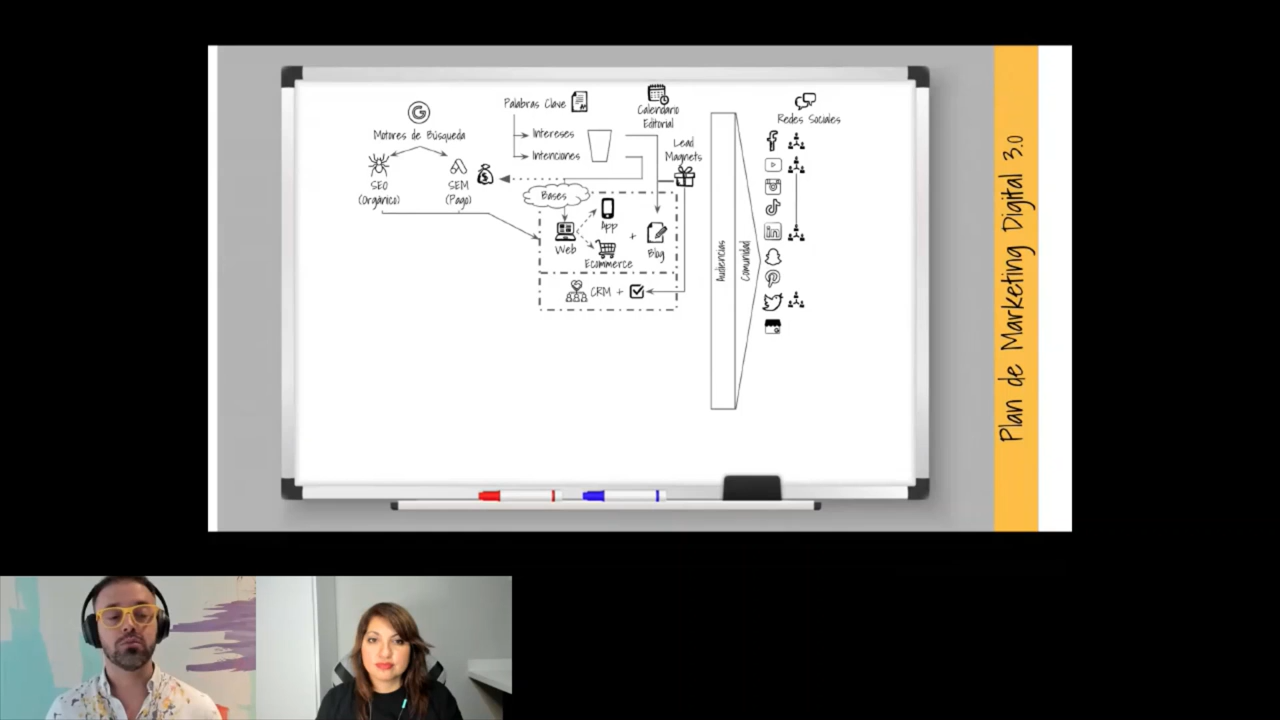 Palabras Clave
Calendario
Editorial
Redes Sociales
Motores de Búsqueda
Intereses
Intenciones
Lead
Magnets
SEO
(Orgánico)
SEM
(Pago)
Bases
App
Web
+
Blog
Ecommerce
CRM +
Audiencias
Comunidad
Plan de Marketing Digital 3.0